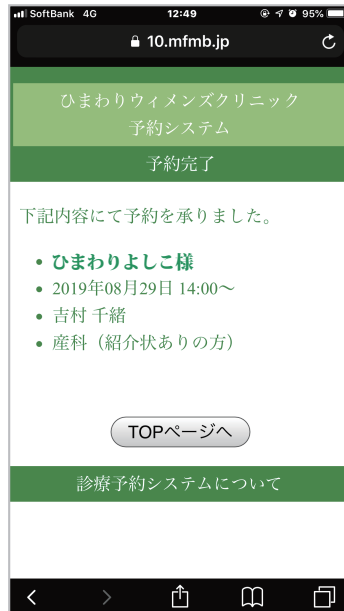 SoftBank 4G 12:49 95%
10.mfmb.jp
ひまわりウィメンズクリニック
予約システム
予約完了
下記内容にて予約を承りました。
• ひまわりよしこ様
• 2019年08月29日 14:00〜
• 吉村 千緒
• 産科（紹介状ありの方）
TOPページへ
診療予約システムについて